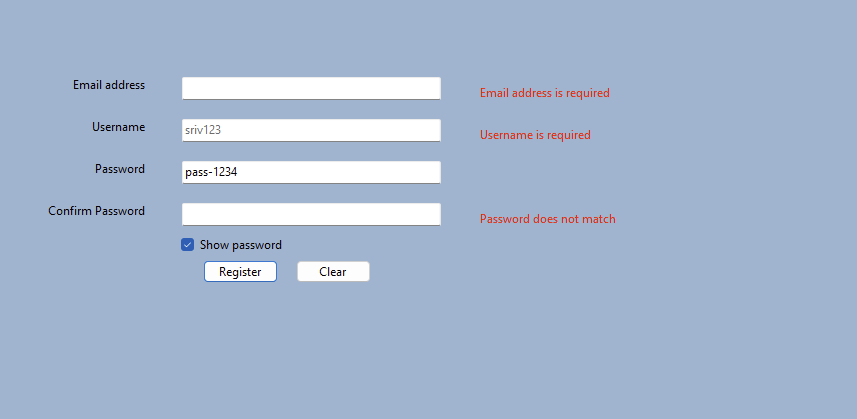 Email address
Email address is required
Username sriv123
Username is required
Password pass-1234
Confirm Password
Password does not match
Show password
Register Clear